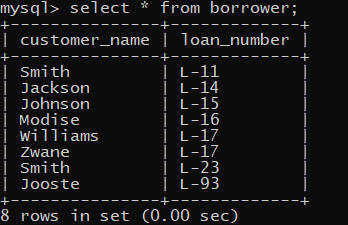 mysql> select * from borrower;
+---------------+-------------+
| customer_name | loan_number |
+---------------+-------------+
| Smith         | L-11        |
| Jackson       | L-14        |
| Johnson       | L-15        |
| Modise        | L-16        |
| Williams      | L-17        |
| Zwane         | L-17        |
| Smith         | L-23        |
| Jooste        | L-93        |
+---------------+-------------+
8 rows in set (0.00 sec)